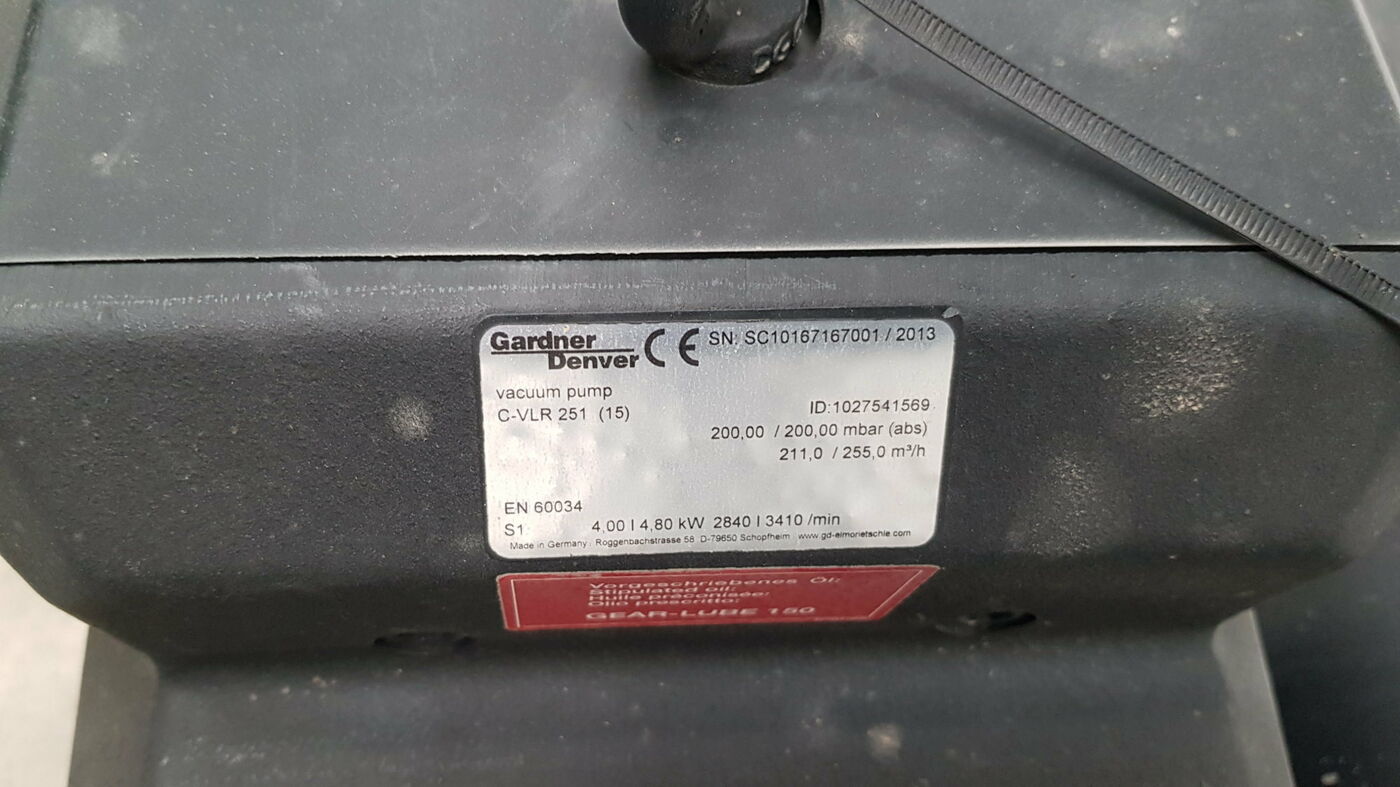 Gardner
Denver CE SN: SC10167167001 / 2013
vacuum pump
C-VLR 251 (15)
ID:1027541569
200,00 / 200,00 mbar (abs)
211,0 / 255,0 m³/h
EN 60034
S1: 4,00 I 4,80 kW 2840 I 3410 /min
Made in Germany . Roggenbachstrasse 58 D-79650 Schopfheim www.gd-elmorietschle.com
Vorgeschriebenes Öl:
Stipulated oil:
Huile préconisée:
Olio prescritto:
GEAR-LUBE 150